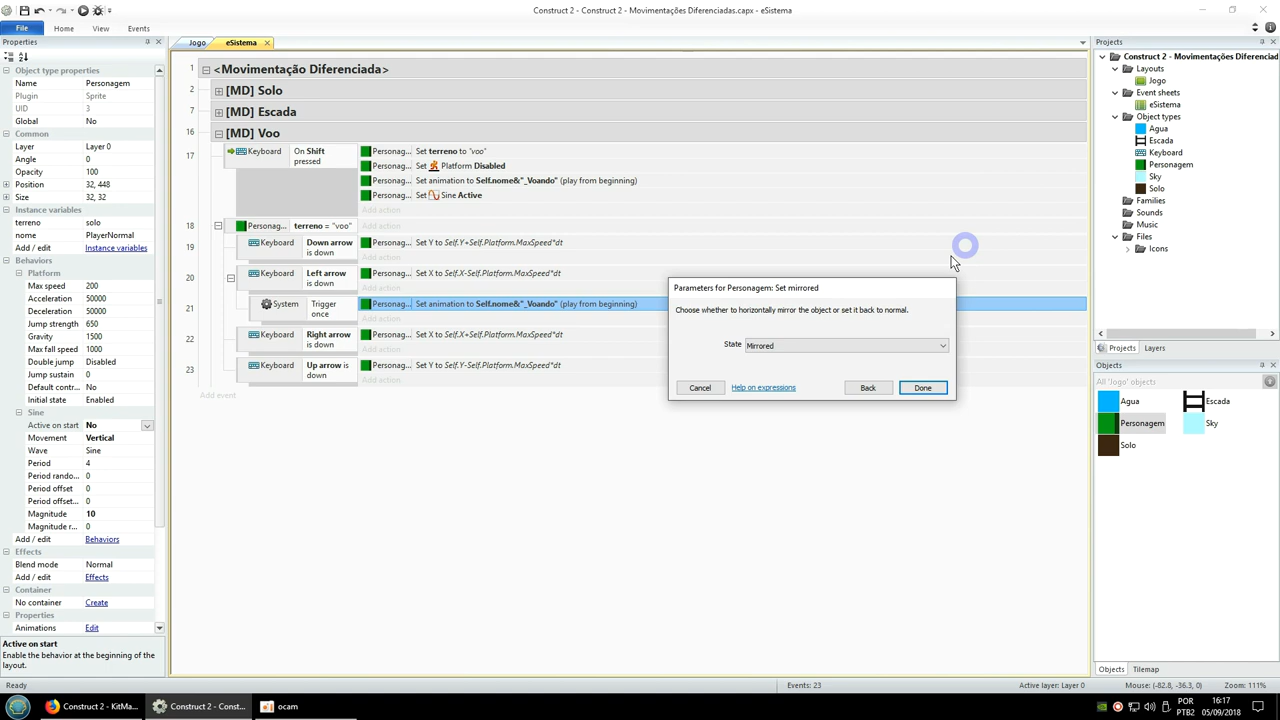 Construct 2 - Construct 2 - Movimentações Diferenciadas.capx - eSistema
File Home View Events
Properties
Object type properties
Name Personagem
Plugin Sprite
UID 3
Global No
Common
Layer Layer 0
Angle 0
Opacity 100
Position 32, 448
Size 32, 32
Instance variables
terreno solo
nome PlayerNormal
Add / edit Instance variables
Behaviors
Platform
Max speed 200
Acceleration 50000
Deceleration 50000
Jump strength 650
Gravity 1500
Max fall speed 1000
Double jump Disabled
Jump sustain 0
Default contr... No
Initial state Enabled
Sine
Active on start No
Movement Vertical
Wave Sine
Period 4
Period rando... 0
Period offset 0
Period offset... 0
Magnitude 10
Magnitude r... 0
Add / edit Behaviors
Effects
Blend mode Normal
Add / edit Effects
Container
No container Create
Properties
Animations Edit
Active on start
Enable the behavior at the beginning of the
layout.
Jogo eSistema
1 <Movimentação Diferenciada>
2 [MD] Solo
7 [MD] Escada
16 [MD] Voo
17 Keyboard On Shift pressed Personag... Set terreno to "voo"
Personag... Set Platform Disabled
Personag... Set animation to Self.nome&"_Voando" (play from beginning)
Personag... Set Sine Active
Add action
18 Personag... terreno = "voo" Add action
19 Keyboard Down arrow is down Personag... Set Y to Self.Y+Self.Platform.MaxSpeed*dt
Add action
20 Keyboard Left arrow is down Personag... Set X to Self.X-Self.Platform.MaxSpeed*dt
Add action
21 System Trigger once Personag... Set animation to Self.nome&"_Voando" (play from beginning)
Add action
22 Keyboard Right arrow is down Personag... Set X to Self.X+Self.Platform.MaxSpeed*dt
Add action
23 Keyboard Up arrow is down Personag... Set Y to Self.Y-Self.Platform.MaxSpeed*dt
Add action
Add event
Parameters for Personagem: Set mirrored
Choose whether to horizontally mirror the object or set it back to normal.
State Mirrored
Cancel Help on expressions Back Done
Projects
Construct 2 - Movimentações Diferenciad
Layouts
Jogo
Event sheets
eSistema
Object types
Agua
Escada
Keyboard
Personagem
Sky
Solo
Families
Sounds
Music
Files
Icons
Projects Layers
Objects
All 'Jogo' objects
Agua Escada
Personagem Sky
Solo
Objects Tilemap
Ready Events: 23 Active layer: Layer 0 Mouse: (-82.8, -36.3, 0) Zoom: 111%
Firefox - KitMa... Construct 2 - Const... ocam
POR
PTB2
16:17
05/09/2018